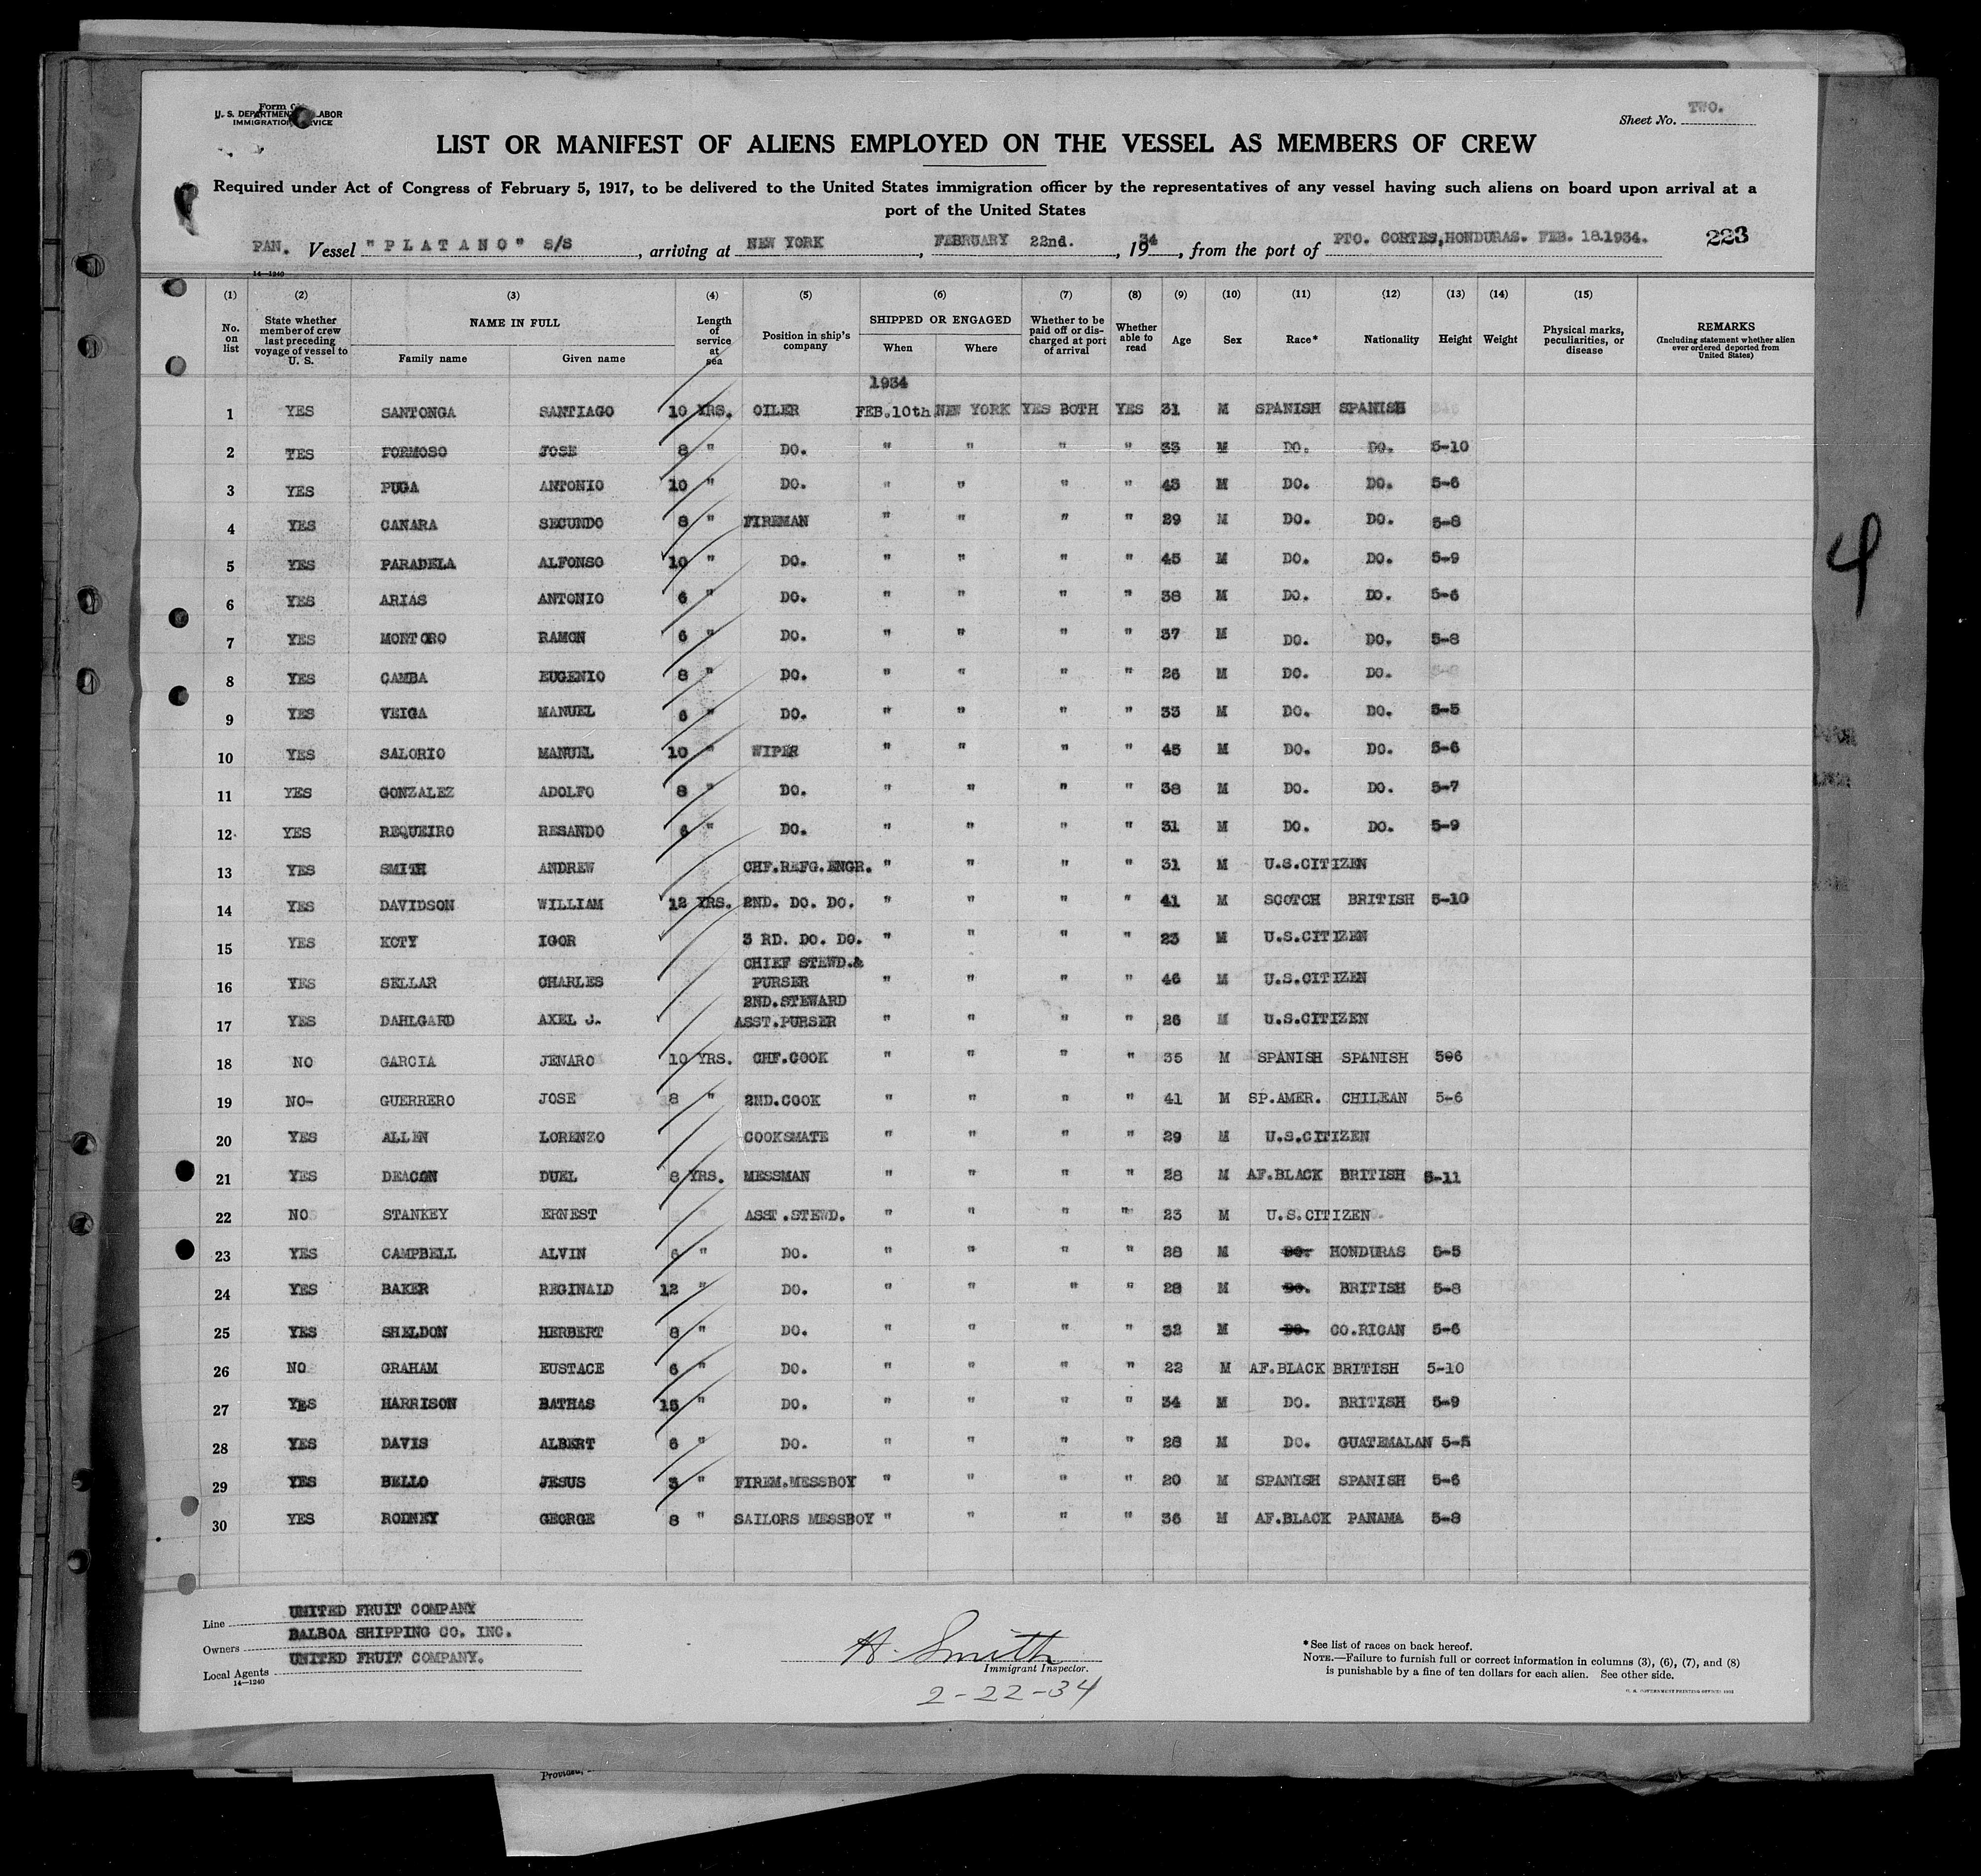 U. S. DEPARTMENT LABOR
IMMIGRATION SERVICE
TWO.
Sheet No.
LIST OR MANIFEST OF ALIENS EMPLOYED ON THE VESSEL AS MEMBERS OF CREW
Required under Act of Congress of February 5, 1917, to be delivered to the United States immigration officer by the representatives of any vessel having such aliens on board upon arrival at a
port of the United States
PAN. Vessel "PLATANO" S/S, arriving at NEW YORK, FEBRUARY 22nd., 1934, from the port of PTO. CORTES,HONDURAS. FEB. 18.1934. 223
14—1240
(1) (2) (3) (4) (5) (6) (7) (8) (9) (10) (11) (12) (13) (14) (15)
No. on list State whether member of crew last preceding voyage of vessel to U. S. NAME IN FULL Family name Given name Length of service at sea Position in ship's company SHIPPED OR ENGAGED When Where Whether to be paid off or discharged at port of arrival Whether able to read Age Sex Race* Nationality Height Weight Physical marks, peculiarities, or disease REMARKS (Including statement whether alien ever ordered deported from United States)
1934
1 YES SANTONGA SANTIAGO 10 YRS. OILER FEB.10th NEW YORK YES BOTH YES 31 M SPANISH SPANISH
2 YES FORMOSO JOSE 8 " DO. " " " " 33 M DO. DO. 5-10
3 YES PUGA ANTONIO 10 " DO. " " " " 43 M DO. DO. 5-6
4 YES CANARA SECUNDO 8 " FIREMAN " " " " 29 M DO. DO. 5-8
5 YES PARADELA ALFONSO 10 " DO. " " " " 45 M DO. DO. 5-9
6 YES ARIAS ANTONIO 6 " DO. " " " " 38 M DO. DO. 5-6
7 YES MONTORO RAMON 6 " DO. " " " " 37 M DO. DO. 5-8
8 YES CAMBA EUGENIO 8 " DO. " " " " 26 M DO. DO.
9 YES VEIGA MANUEL 6 " DO. " " " " 33 M DO. DO. 5-5
10 YES SALORIO MANUEL 10 " WIPER " " " " 45 M DO. DO. 5-6
11 YES GONZALEZ ADOLFO 8 " DO. " " " " 38 M DO. DO. 5-7
12 YES REQUEIRO RESANDO 6 " DO. " " " " 31 M DO. DO. 5-9
13 YES SMITH ANDREW CHF.REFG.ENGR. " " " " 31 M U.S.CITIZEN
14 YES DAVIDSON WILLIAM 12 YRS. 2ND. DO. DO. " " " " 41 M SCOTCH BRITISH 5-10
15 YES KOTY IGOR 3 RD. DO. DO. " " " " 23 M U.S.CITIZEN
16 YES SELLAR CHARLES CHIEF STEWD.& PURSER " " " " 46 M U.S.CITIZEN
17 YES DAHLGARD AXEL J. 2ND.STEWARD ASST.PURSER " " " " 26 M U.S.CITIZEN
18 NO GARCIA JENARO 10 YRS. CHF.COOK " " " " 35 M SPANISH SPANISH 506
19 NO- GUERRERO JOSE 8 " 2ND.COOK " " " " 41 M SP.AMER. CHILEAN 5-6
20 YES ALLEN LORENZO COOKSMATE " " " " 29 M U.S.CITIZEN
21 YES DEACON DUEL 8 YRS. MESSMAN " " " " 28 M AF.BLACK BRITISH 5-11
22 NO STANKEY ERNEST ASST.STEWD. " " " " 23 M U.S.CITIZEN
23 YES CAMPBELL ALVIN 6 " DO. " " " " 28 M DO. HONDURAS 5-5
24 YES BAKER REGINALD 12 " DO. " " " " 28 M DO. BRITISH 5-8
25 YES SHELDON HERBERT 8 " DO. " " " " 32 M DO. CO.RICAN 5-6
26 NO GRAHAM EUSTACE 6 " DO. " " " " 22 M AF.BLACK BRITISH 5-10
27 YES HARRISON BATHAS 15 " DO. " " " " 34 M DO. BRITISH 5-9
28 YES DAVIS ALBERT 6 " DO. " " " " 28 M DO. GUATEMALAN 5-5
29 YES BELLO JESUS 3 " FIREM.MESSBOY " " " " 20 M SPANISH SPANISH 5-6
30 YES RODNEY GEORGE 8 " SAILORS MESSBOY " " " " 36 M AF.BLACK PANAMA 5-8
4
Line UNITED FRUIT COMPANY
Owners BALBOA SHIPPING CO. INC.
Local Agents UNITED FRUIT COMPANY.
14—1240
H. Smith
Immigrant Inspector.
2-22-34
*See list of races on back hereof.
NOTE.—Failure to furnish full or correct information in columns (3), (6), (7), and (8)
is punishable by a fine of ten dollars for each alien. See other side.
Provided,